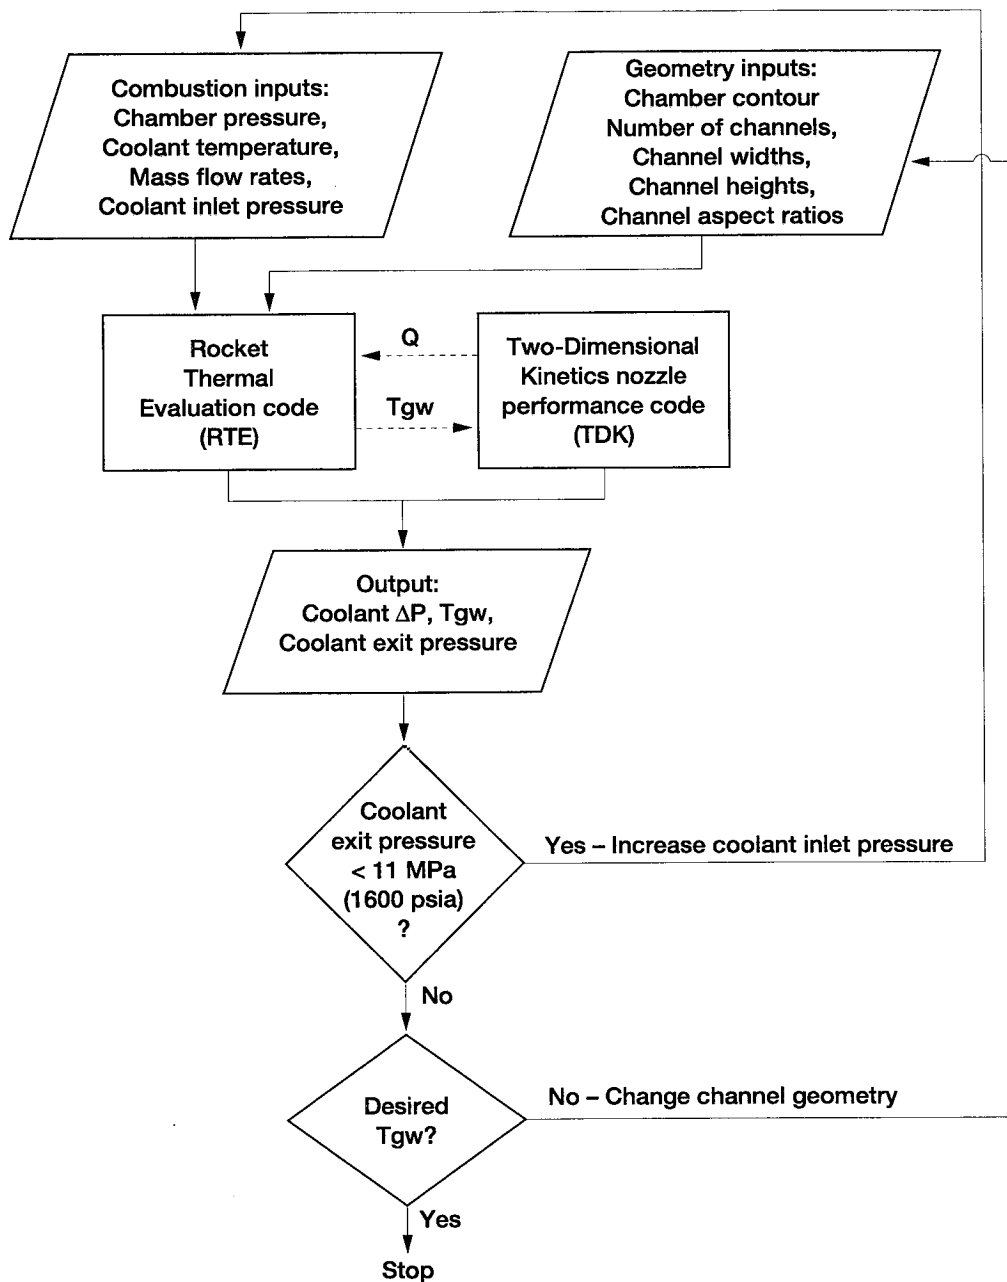 Combustion inputs:
Chamber pressure,
Coolant temperature,
Mass flow rates,
Coolant inlet pressure
Geometry inputs:
Chamber contour
Number of channels,
Channel widths,
Channel heights,
Channel aspect ratios
Rocket
Thermal
Evaluation code
(RTE)
Q
Tgw
Two-Dimensional
Kinetics nozzle
performance code
(TDK)
Output:
Coolant ΔP, Tgw,
Coolant exit pressure
Coolant
exit pressure
< 11 MPa
(1600 psia)
?
Yes – Increase coolant inlet pressure
No
Desired
Tgw?
No – Change channel geometry
Yes
Stop